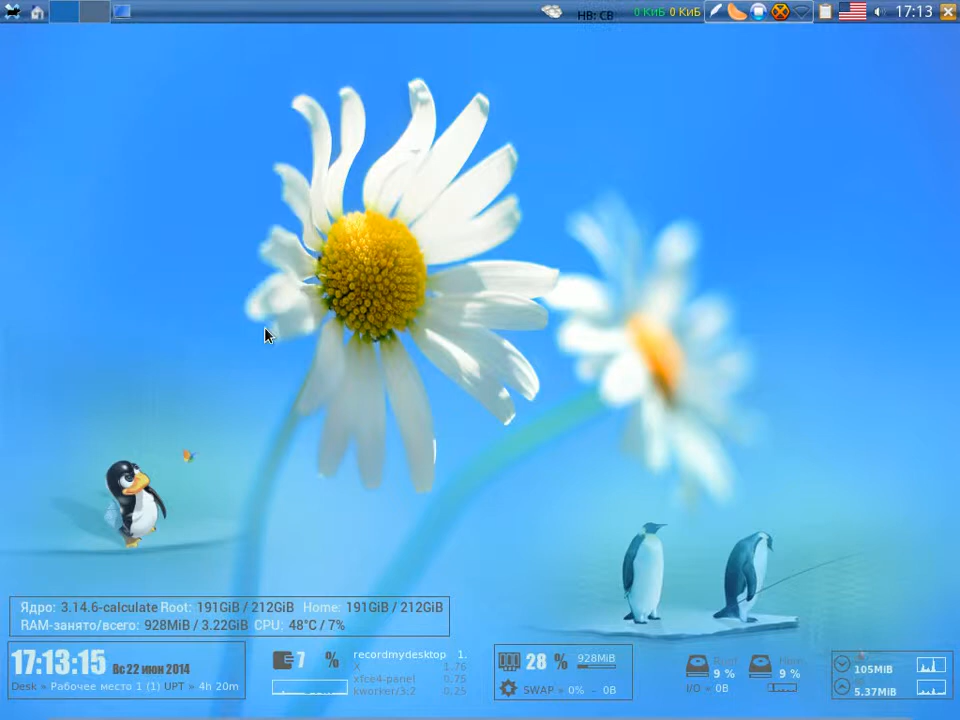 НВ: СВ 0 КиБ 0 КиБ 17:13
Ядро: 3.14.6-calculate Root: 191GiB / 212GiB Home: 191GiB / 212GiB
RAM-занято/всего: 928MiB / 3.22GiB CPU: 48°C / 7%
17:13:15 Вс 22 июн 2014
Desk » Рабочее место 1 (1) UPT » 4h 20m
7 %
recordmydesktop 1.
X 1.76
xfce4-panel 0.75
kworker/3:2 0.25
28 % 928MiB
SWAP » 0% - 0B
Root
9 %
Home
9 %
I/O » 0B
105MiB
5.37MiB